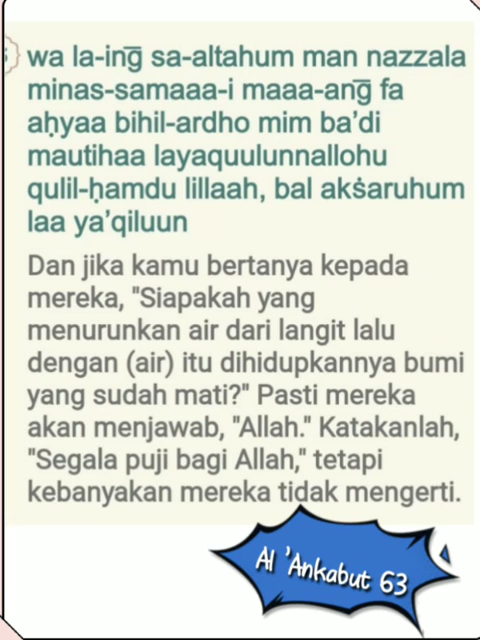 wa la-ing̅ sa-altahum man nazzala
minas-samaaa-i maaa-ang̅ fa
aḥyaa bihil-ardho mim ba’di
mautihaa layaquulunnallohu
qulil-ḥamdu lillaah, bal akṡaruhum
laa ya’qiluun
Dan jika kamu bertanya kepada
mereka, "Siapakah yang
menurunkan air dari langit lalu
dengan (air) itu dihidupkannya bumi
yang sudah mati?" Pasti mereka
akan menjawab, "Allah." Katakanlah,
"Segala puji bagi Allah," tetapi
kebanyakan mereka tidak mengerti.
Al 'Ankabut 63